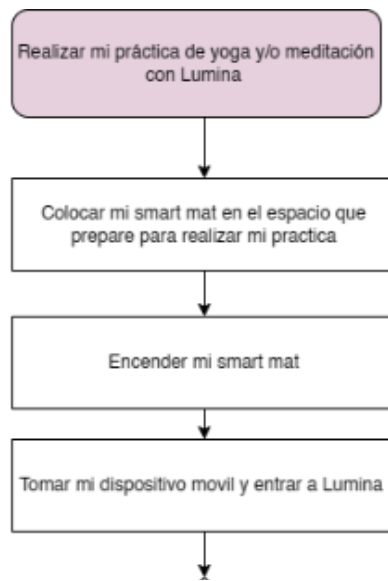 Realizar mi práctica de yoga y/o meditación
con Lumina
Colocar mi smart mat en el espacio que
prepare para realizar mi practica
Encender mi smart mat
Tomar mi dispositivo movil y entrar a Lumina